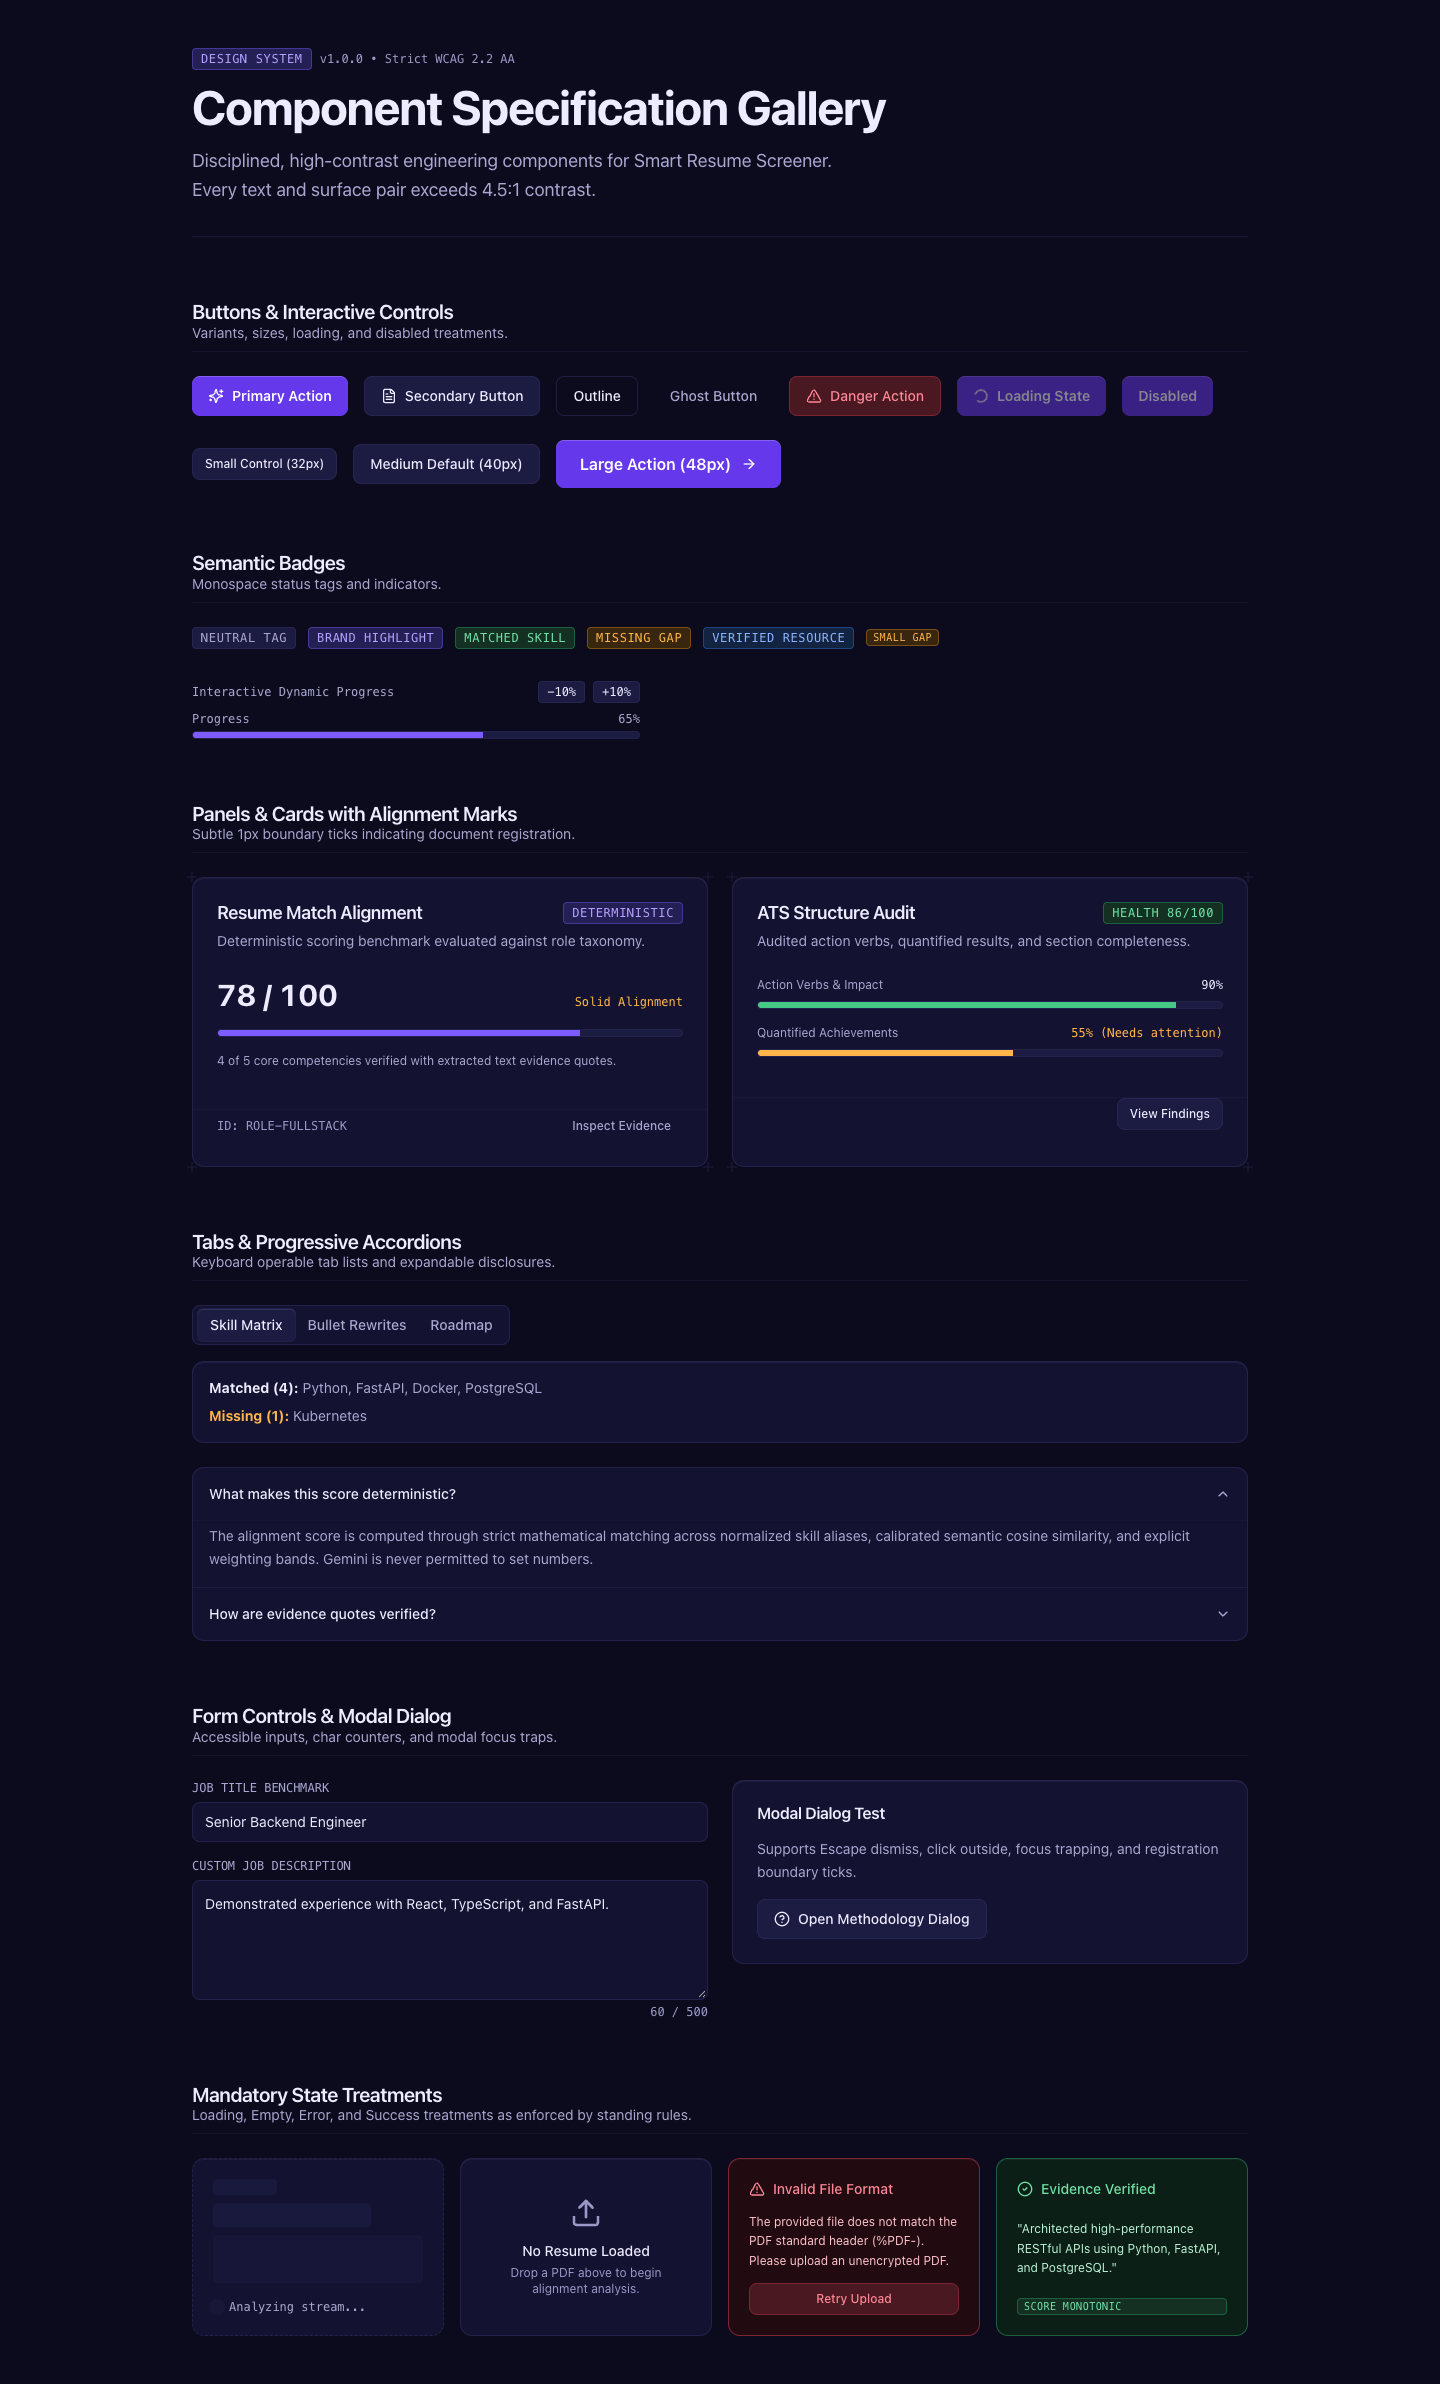 DESIGN SYSTEM v1.0.0 • Strict WCAG 2.2 AA
Component Specification Gallery
Disciplined, high-contrast engineering components for Smart Resume Screener.
Every text and surface pair exceeds 4.5:1 contrast.
Buttons & Interactive Controls
Variants, sizes, loading, and disabled treatments.
Primary Action Secondary Button Outline Ghost Button Danger Action Loading State Disabled
Small Control (32px) Medium Default (40px) Large Action (48px)
Semantic Badges
Monospace status tags and indicators.
NEUTRAL TAG BRAND HIGHLIGHT MATCHED SKILL MISSING GAP VERIFIED RESOURCE SMALL GAP
Interactive Dynamic Progress −10% +10%
Progress 65%
Panels & Cards with Alignment Marks
Subtle 1px boundary ticks indicating document registration.
Resume Match Alignment DETERMINISTIC
Deterministic scoring benchmark evaluated against role taxonomy.
78 / 100 Solid Alignment
4 of 5 core competencies verified with extracted text evidence quotes.
ID: ROLE-FULLSTACK Inspect Evidence
ATS Structure Audit HEALTH 86/100
Audited action verbs, quantified results, and section completeness.
Action Verbs & Impact 90%
Quantified Achievements 55% (Needs attention)
View Findings
Tabs & Progressive Accordions
Keyboard operable tab lists and expandable disclosures.
Skill Matrix Bullet Rewrites Roadmap
Matched (4): Python, FastAPI, Docker, PostgreSQL
Missing (1): Kubernetes
What makes this score deterministic?
The alignment score is computed through strict mathematical matching across normalized skill aliases, calibrated semantic cosine similarity, and explicit
weighting bands. Gemini is never permitted to set numbers.
How are evidence quotes verified?
Form Controls & Modal Dialog
Accessible inputs, char counters, and modal focus traps.
JOB TITLE BENCHMARK
Senior Backend Engineer
CUSTOM JOB DESCRIPTION
Demonstrated experience with React, TypeScript, and FastAPI.
60 / 500
Modal Dialog Test
Supports Escape dismiss, click outside, focus trapping, and registration
boundary ticks.
Open Methodology Dialog
Mandatory State Treatments
Loading, Empty, Error, and Success treatments as enforced by standing rules.
Analyzing stream...
No Resume Loaded
Drop a PDF above to begin
alignment analysis.
Invalid File Format
The provided file does not match the
PDF standard header (%PDF-).
Please upload an unencrypted PDF.
Retry Upload
Evidence Verified
"Architected high-performance
RESTful APIs using Python, FastAPI,
and PostgreSQL."
SCORE MONOTONIC